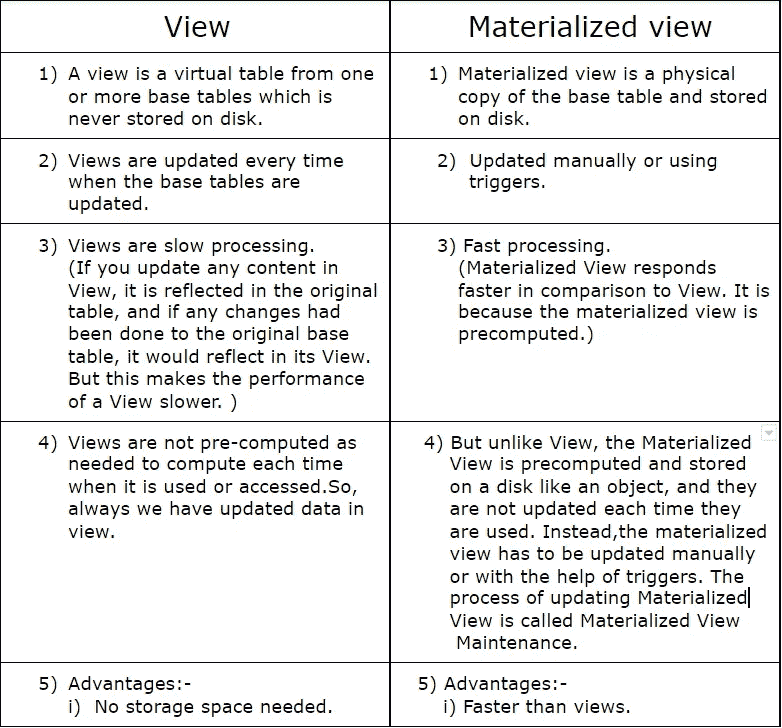 View
Materialized view
1) A view is a virtual table from one
or more base tables which is
never stored on disk.
1) Materialized view is a physical
copy of the base table and stored
on disk.
2) Views are updated every time
when the base tables are
updated.
2) Updated manually or using
triggers.
3) Views are slow processing.
(If you update any content in
View, it is reflected in the original
table, and if any changes had
been done to the original base
table, it would reflect in its View.
But this makes the performance
of a View slower. )
3) Fast processing.
(Materialized View responds
faster in comparison to View. It is
because the materialized view is
precomputed.)
4) Views are not pre-computed as
needed to compute each time
when it is used or accessed.So,
always we have updated data in
view.
4) But unlike View, the Materialized
View is precomputed and stored
on a disk like an object, and they
are not updated each time they
are used. Instead,the materialized
view has to be updated manually
or with the help of triggers. The
process of updating Materialized
View is called Materialized View
Maintenance.
5) Advantages:-
i) No storage space needed.
5) Advantages:-
i) Faster than views.